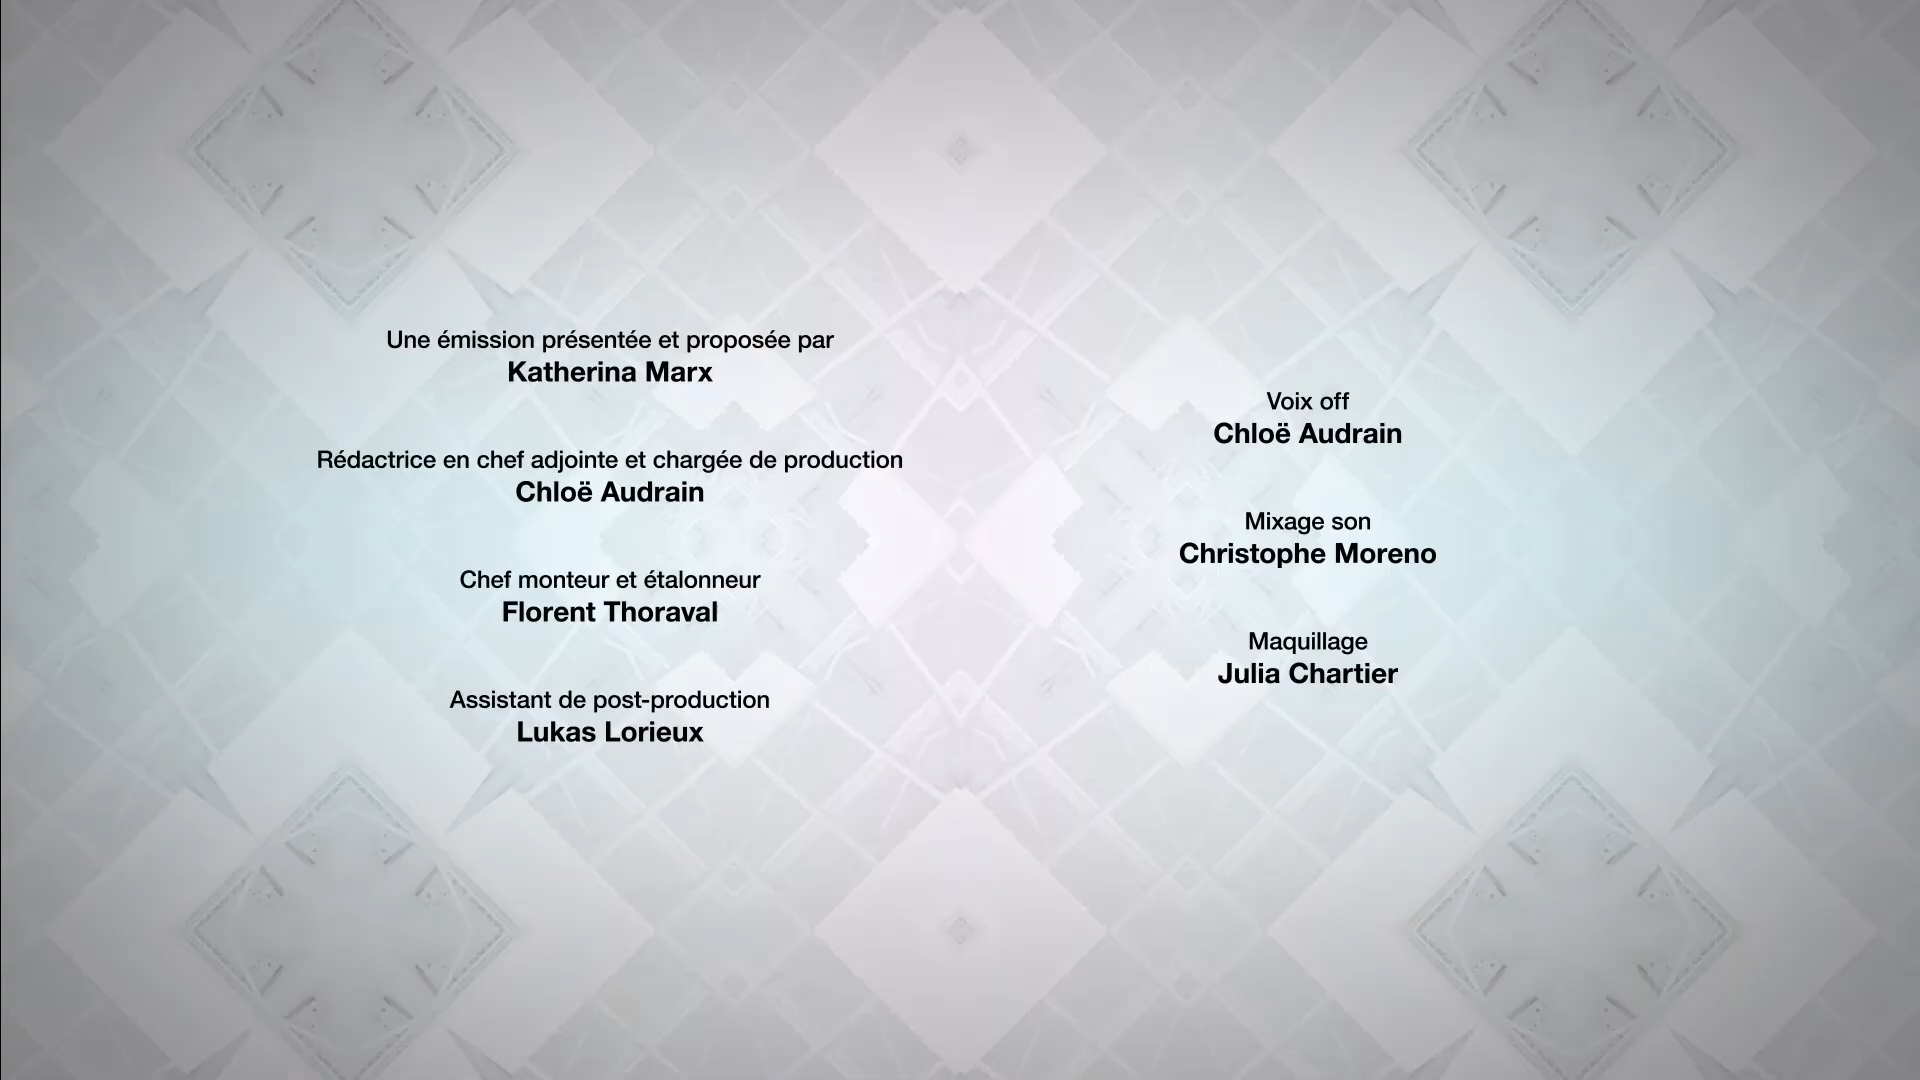 Une émission présentée et proposée par
Katherina Marx
Rédactrice en chef adjointe et chargée de production
Chloë Audrain
Chef monteur et étalonneur
Florent Thoraval
Assistant de post-production
Lukas Lorieux
Voix off
Chloë Audrain
Mixage son
Christophe Moreno
Maquillage
Julia Chartier